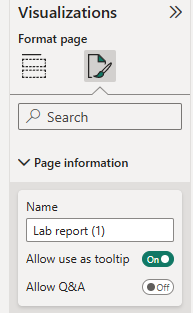 Visualizations
Format page
Search
Page information
Name
Lab report (1)
Allow use as tooltip On
Allow Q&A Off